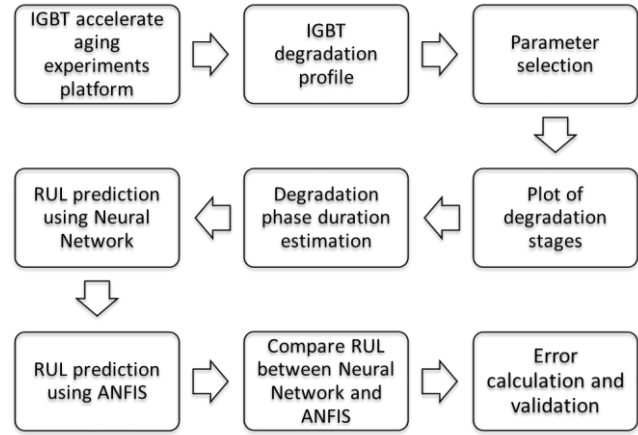 IGBT accelerate
aging
experiments
platform
IGBT
degradation
profile
Parameter
selection
Plot of
degradation
stages
Degradation
phase duration
estimation
RUL prediction
using Neural
Network
RUL prediction
using ANFIS
Compare RUL
between Neural
Network and
ANFIS
Error
calculation and
validation